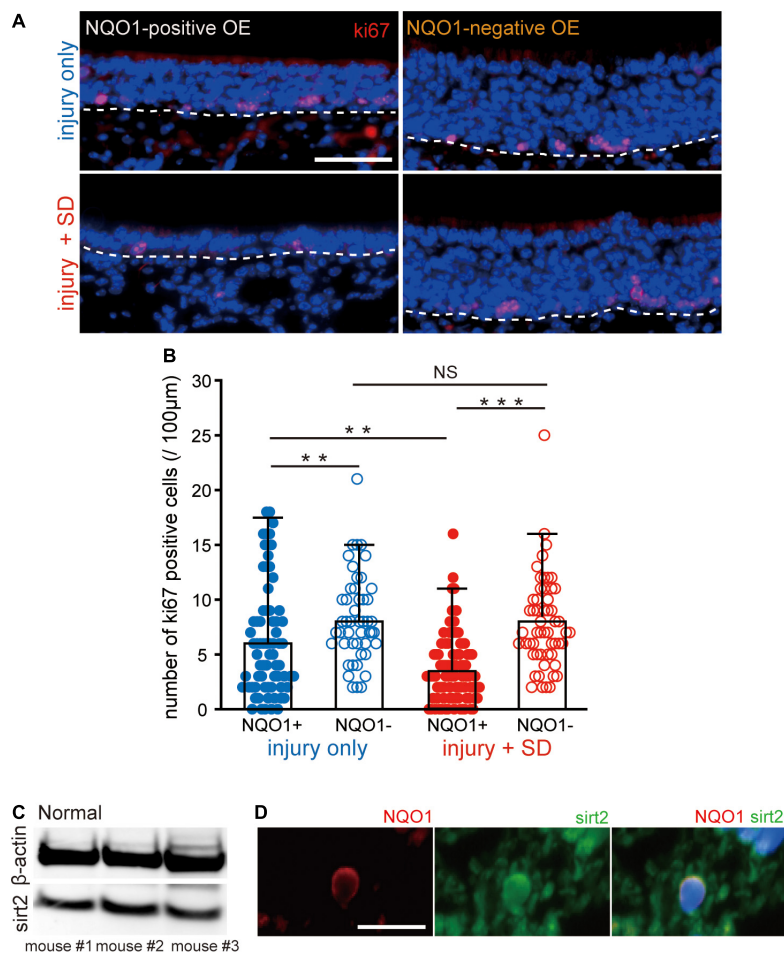 A
NQO1-positive OE
ki67
NQO1-negative OE
injury only
injury + SD
B
number of ki67 positive cells (/ 100μm)
30
25
20
15
10
5
0
NS
* * *
* *
* *
NQO1+ NQO1- NQO1+ NQO1-
injury only injury + SD
C
Normal
β-actin
sirt2
mouse #1 mouse #2 mouse #3
D
NQO1
sirt2
NQO1 sirt2